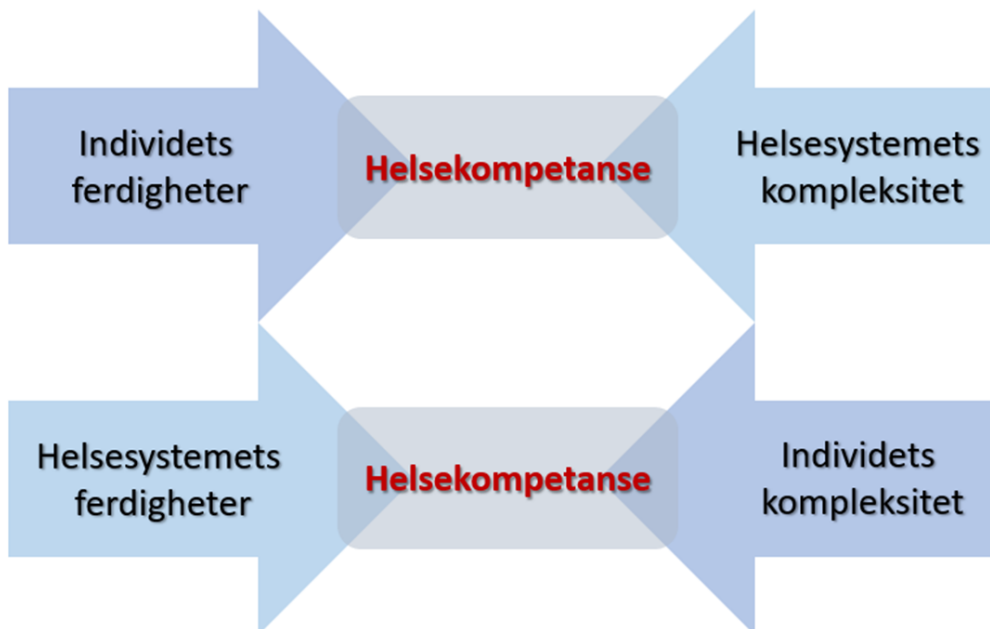 Individets
ferdigheter
Helsekompetanse
Helsesystemets
kompleksitet
Helsesystemets
ferdigheter
Helsekompetanse
Individets
kompleksitet